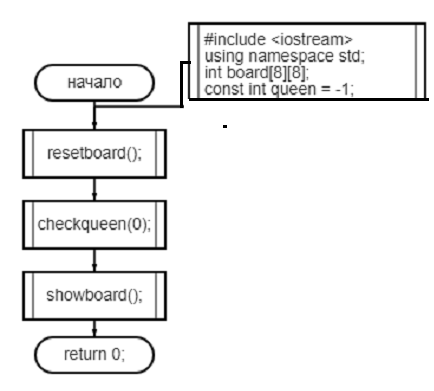 #include <iostream>
using namespace std;
int board[8][8];
const int queen = -1;
начало
resetboard();
checkqueen(0);
showboard();
return 0;